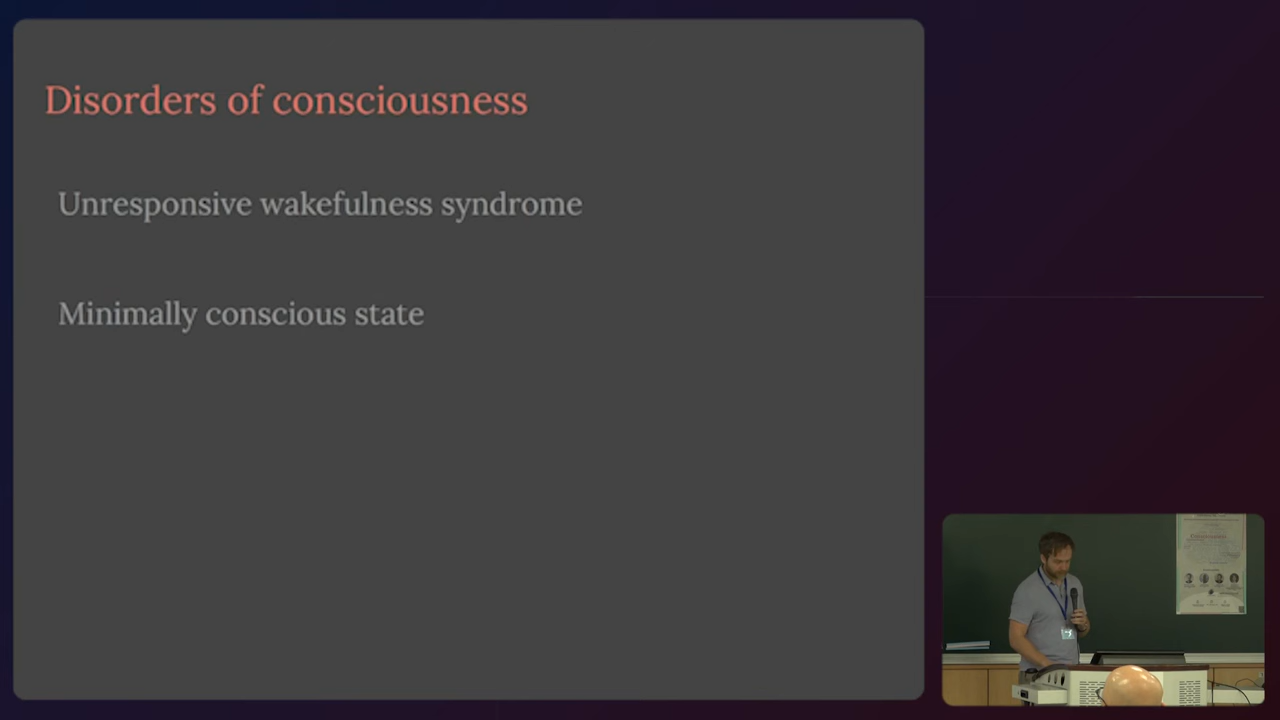 Disorders of consciousness
Unresponsive wakefulness syndrome
Minimally conscious state